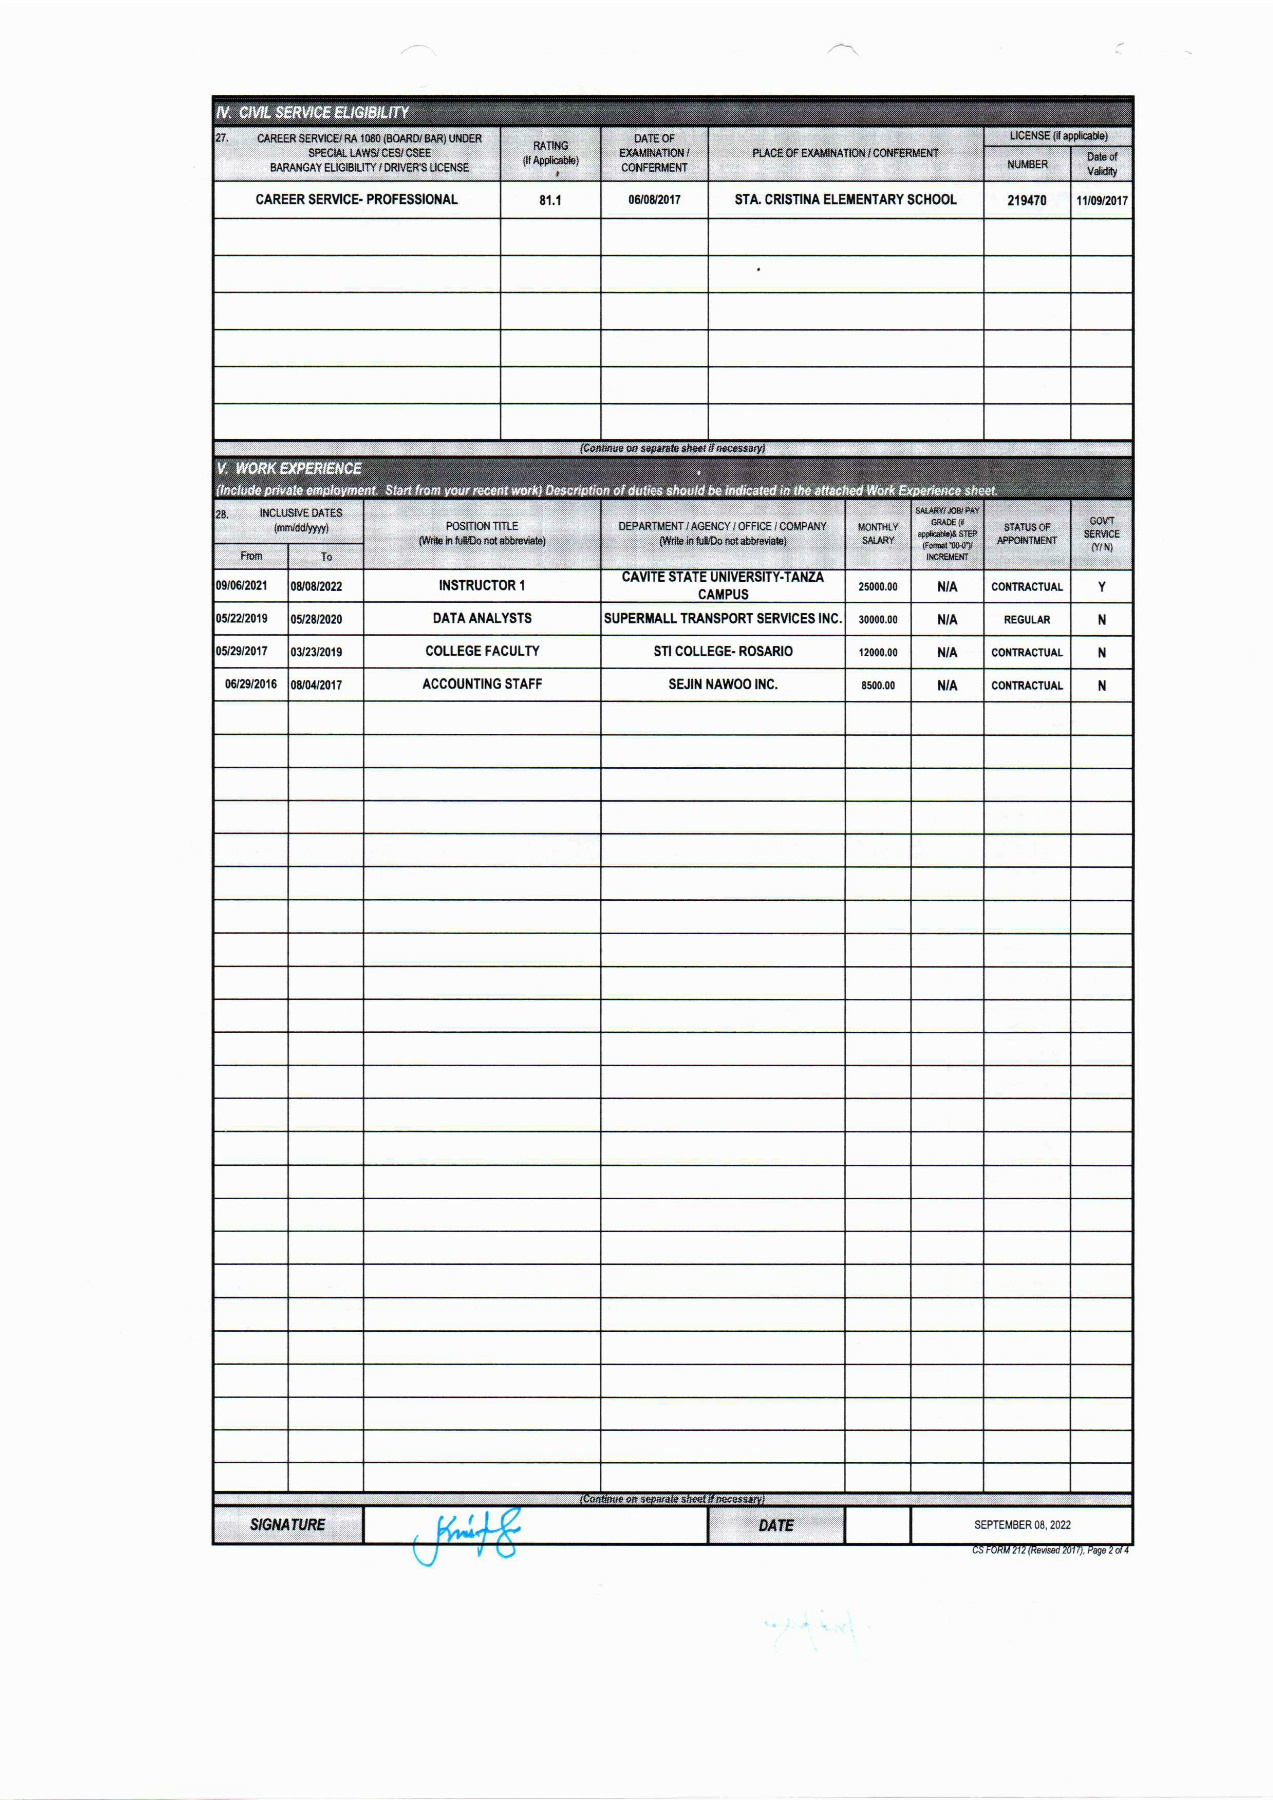 IV. CIVIL SERVICE ELIGIBILITY
27. CAREER SERVICE/ RA 1080 (BOARD/ BAR) UNDER
SPECIAL LAWS/ CES/ CSEE
BARANGAY ELIGIBILITY / DRIVER'S LICENSE
RATING
(If Applicable)
DATE OF
EXAMINATION /
CONFERMENT
PLACE OF EXAMINATION / CONFERMENT
LICENSE (if applicable)
NUMBER
Date of
Validity
CAREER SERVICE- PROFESSIONAL 81.1 06/08/2017 STA. CRISTINA ELEMENTARY SCHOOL 219470 11/09/2017
(Continue on separate sheet if necessary)
V. WORK EXPERIENCE
(Include private employment. Start from your recent work) Description of duties should be indicated in the attached Work Experience sheet.
28. INCLUSIVE DATES
(mm/dd/yyyy)
From To
POSITION TITLE
(Write in full/Do not abbreviate)
DEPARTMENT / AGENCY / OFFICE / COMPANY
(Write in full/Do not abbreviate)
MONTHLY
SALARY
SALARY/ JOB/ PAY
GRADE (if
applicable)& STEP
(Format "00-0")/
INCREMENT
STATUS OF
APPOINTMENT
GOV'T
SERVICE
(Y/ N)
09/06/2021 08/08/2022 INSTRUCTOR 1 CAVITE STATE UNIVERSITY-TANZA
CAMPUS 25000.00 N/A CONTRACTUAL Y
05/22/2019 05/28/2020 DATA ANALYSTS SUPERMALL TRANSPORT SERVICES INC. 30000.00 N/A REGULAR N
05/29/2017 03/23/2019 COLLEGE FACULTY STI COLLEGE- ROSARIO 12000.00 N/A CONTRACTUAL N
06/29/2016 08/04/2017 ACCOUNTING STAFF SEJIN NAWOO INC. 8500.00 N/A CONTRACTUAL N
(Continue on separate sheet if necessary)
SIGNATURE DATE SEPTEMBER 08, 2022
CS FORM 212 (Revised 2017), Page 2 of 4